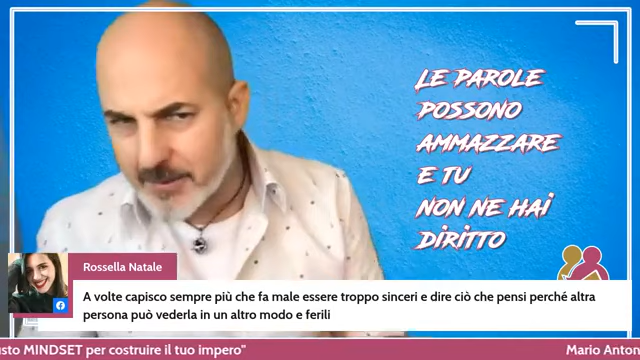 LE PAROLE
POSSONO
AMMAZZARE
E TU
NON NE HAI
DIRITTO
Rossella Natale
A volte capisco sempre più che fa male essere troppo sinceri e dire ciò che pensi perché altra
persona può vederla in un altro modo e ferili
MINDSET per costruire il tuo impero" Mario